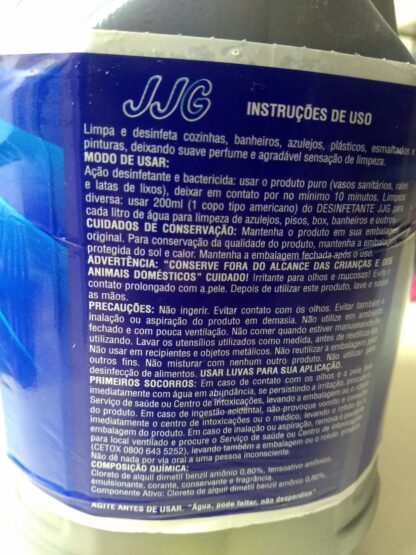 JJG INSTRUÇÕES DE USO
Limpa e desinfeta cozinhas, banheiros, azulejos, plásticos, esmaltados e
pinturas, deixando suave perfume e agradável sensação de limpeza.
MODO DE USAR:
Ação desinfetante e bactericida: usar o produto puro (vasos sanitários, ralos
e latas de lixos), deixar em contato por no mínimo 10 minutos. Limpeza
diversa: usar 200ml (1 copo tipo americano) do DESINFETANTE JJG para
cada litro de água para limpeza de azulejos, pisos, box, banheiros e outros.
CUIDADOS DE CONSERVAÇÃO: Mantenha o produto em sua embalagem
original. Para conservação da qualidade do produto, mantenha a embalagem
protegida do sol e calor. Mantenha a embalagem fechada após o uso.
ADVERTÊNCIA: "CONSERVE FORA DO ALCANCE DAS CRIANÇAS E DOS
ANIMAIS DOMÉSTICOS" CUIDADO! Irritante para olhos e mucosas! Evite
contato prolongado com a pele. Depois de utilizar este produto, lave e seque
as mãos.
PRECAUÇÕES: Não ingerir. Evitar contato com os olhos. Evitar também a
inalação ou aspiração do produto em demasia. Não utilize em ambiente
fechado e com pouca ventilação. Não comer quando estiver manuseando ou
utilizando. Lavar os utensílios utilizados como medida, antes de reutilizá-los.
Não usar em recipientes e objetos metálicos. Não reutilizar a embalagem para
outros fins. Não misturar com nenhum outro produto. Não utilizar para
desinfecção de alimentos. USAR LUVAS PARA SUA APLICAÇÃO.
PRIMEIROS SOCORROS: Em caso de contato com os olhos e a pele, lave
imediatamente com água em abundância, se persistindo a irritação, procure o
Serviço de saúde ou Centro de intoxicações, levando a embalagem ou o rótulo
do produto. Em caso de ingestão acidental, não provoque vômito e consulte
imediatamente o centro de intoxicações ou o médico, levando o rótulo ou a
embalagem do produto. Em caso de inalação ou aspiração, remova o paciente
para local ventilado e procure o Serviço de saúde ou Centro de intoxicação
(CETOX 0800 643 5252), levando também a embalagem ou o rótulo do produto.
Não dê nada por via oral a uma pessoa inconsciente.
COMPOSIÇÃO QUÍMICA:
Cloreto de alquil dimetil benzil amônio 0,80%, tensoativo aniônico,
emulsionante, corante, conservante e fragrância.
Componente Ativo: Cloreto de alquil dimetil benzil amônio 0,80%.
AGITE ANTES DE USAR. "Água, pode faltar, não desperdice"